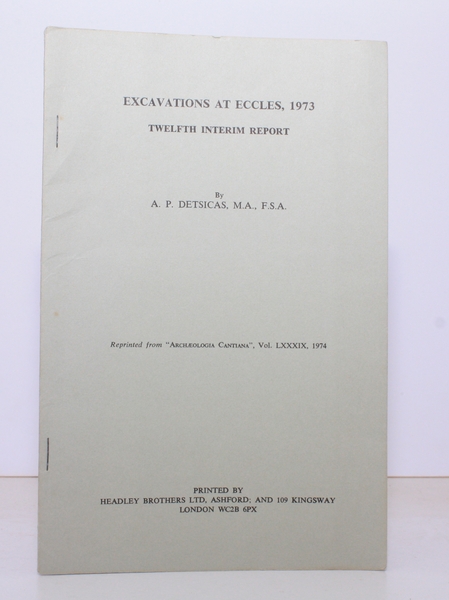 EXCAVATIONS AT ECCLES, 1973
TWELFTH INTERIM REPORT
By
A. P. DETSICAS, M.A., F.S.A.
Reprinted from "ARCHÆOLOGIA CANTIANA", Vol. LXXXIX, 1974
PRINTED BY
HEADLEY BROTHERS LTD, ASHFORD; AND 109 KINGSWAY
LONDON WC2B 6PX